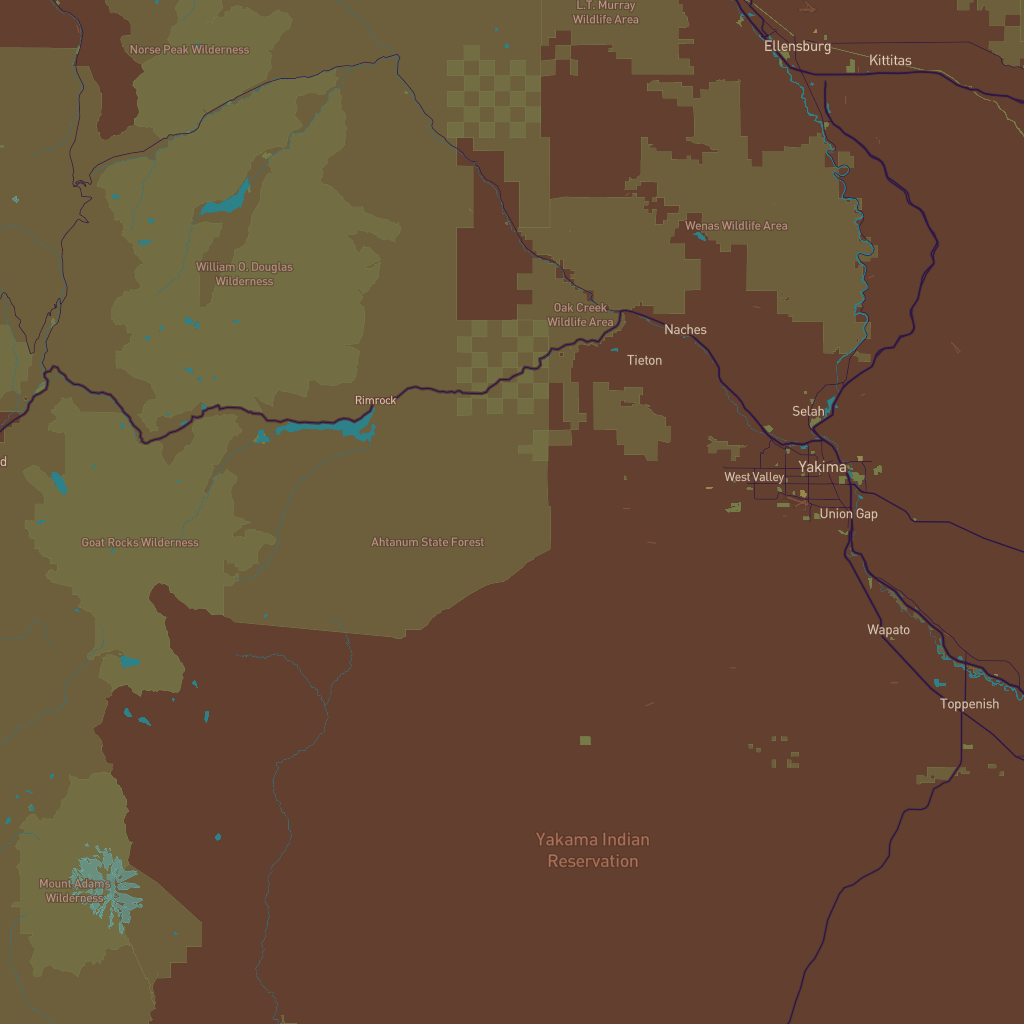 L.T. Murray
Wildlife Area
Norse Peak Wilderness
Ellensburg
Kittitas
Wenas Wildlife Area
William O. Douglas
Wilderness
Oak Creek
Wildlife Area
Naches
Tieton
Rimrock
Selah
d
Yakima
West Valley
Union Gap
Goat Rocks Wilderness
Ahtanum State Forest
Wapato
Toppenish
Yakama Indian
Reservation
Mount Adams
Wilderness